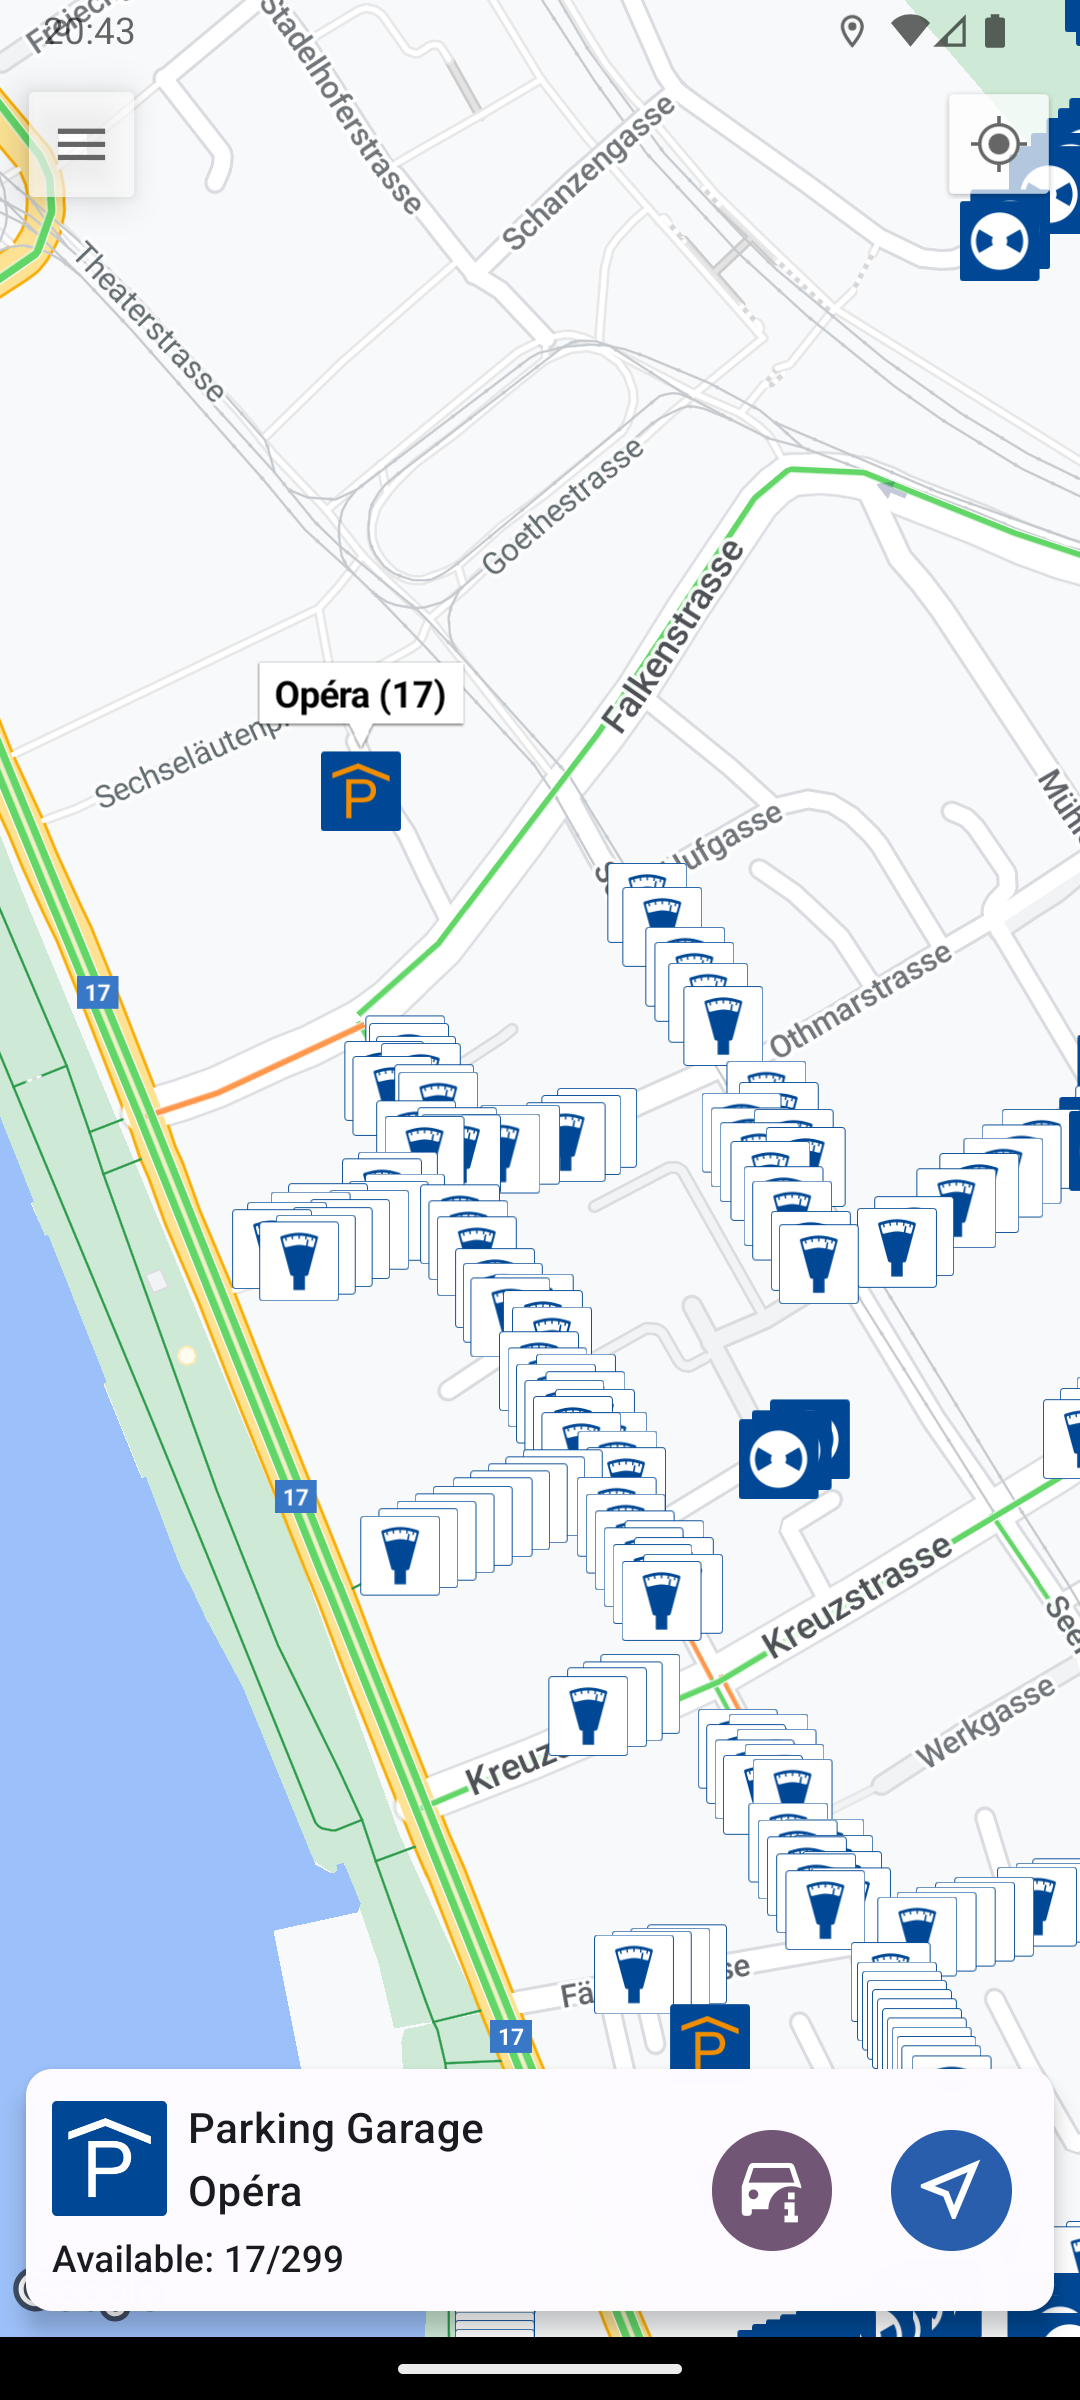 20:43
Stadelhoferstrasse
Schanzengasse
Theaterstrasse
Goethestrasse
Falkenstrasse
Opéra (17)
P
17
Othmarstrasse
17
Kreuzstrasse
Werkgasse
17
P
P
Parking Garage
Opéra
Available: 17/299